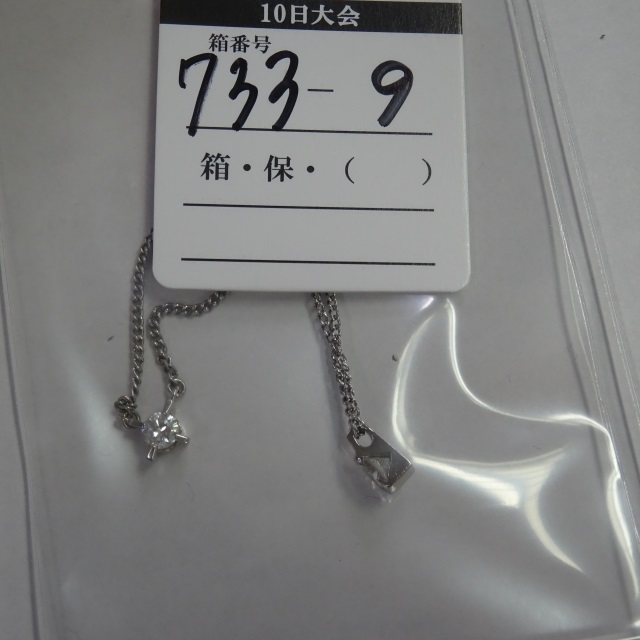 10日大会
箱番号
733-9
箱・保・(　　)